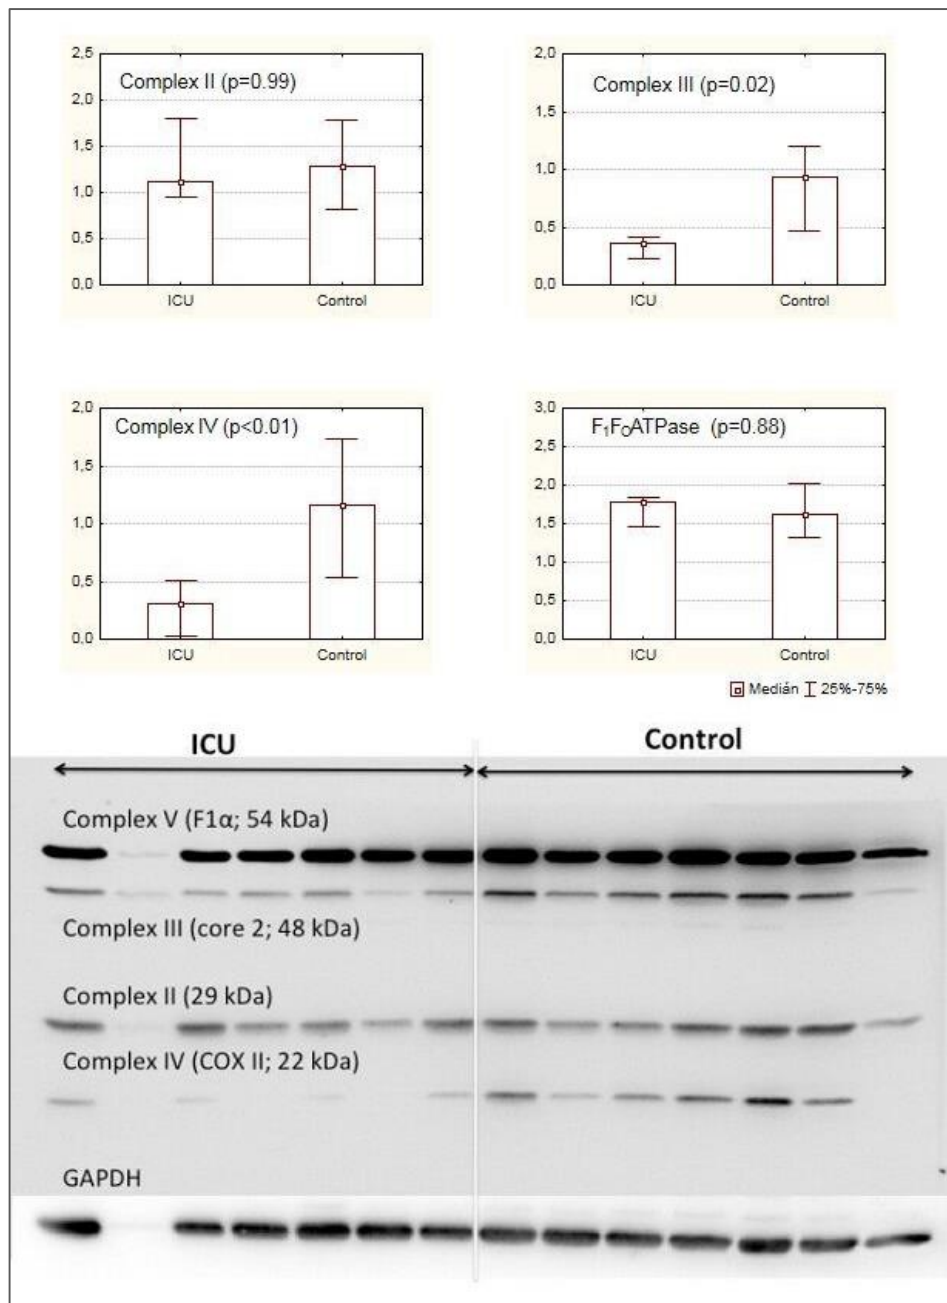 2,5
Complex II (p=0.99)
2,0
1,5
1,0
0,5
0,0
ICU Control
2,0
Complex III (p=0.02)
1,5
1,0
0,5
0,0
ICU Control
2,0
Complex IV (p<0.01)
1,5
1,0
0,5
0,0
ICU Control
3,0
F₁FₒATPase (p=0.88)
2,5
2,0
1,5
1,0
0,5
0,0
ICU Control
Medián 25%-75%
ICU Control
Complex V (F1α; 54 kDa)
Complex III (core 2; 48 kDa)
Complex II (29 kDa)
Complex IV (COX II; 22 kDa)
GAPDH